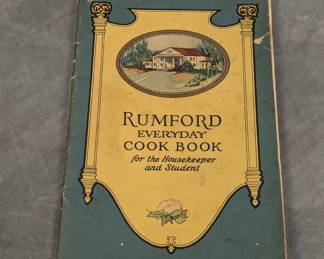 RUMFORD
EVERYDAY
COOK BOOK
for the Housekeeper
and Student